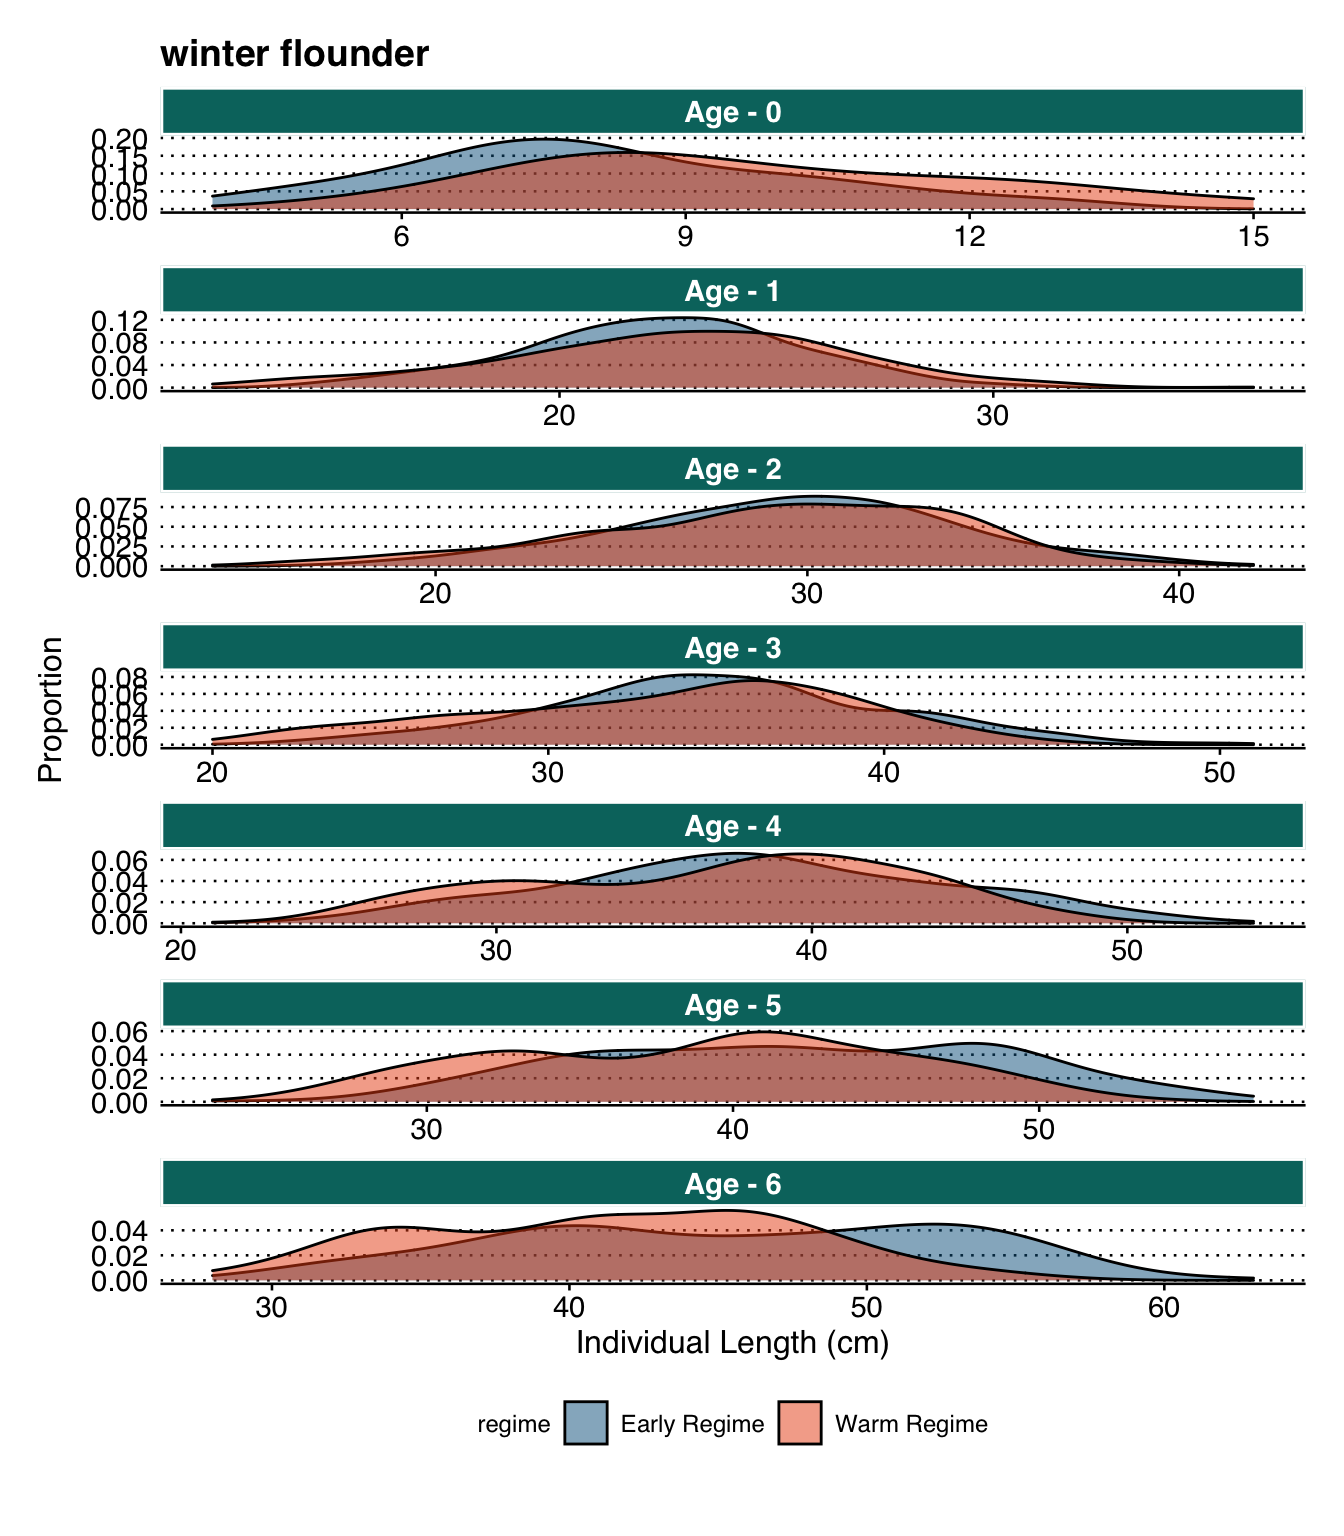 winter flounder
Age - 0
0.20
0.15
0.10
0.05
0.00
6 9 12 15
Age - 1
0.12
0.08
0.04
0.00
20 30
Age - 2
0.075
0.050
0.025
0.000
20 30 40
Proportion
Age - 3
0.08
0.06
0.04
0.02
0.00
20 30 40 50
Age - 4
0.06
0.04
0.02
0.00
20 30 40 50
Age - 5
0.06
0.04
0.02
0.00
30 40 50
Age - 6
0.04
0.02
0.00
30 40 50 60
Individual Length (cm)
regime Early Regime Warm Regime